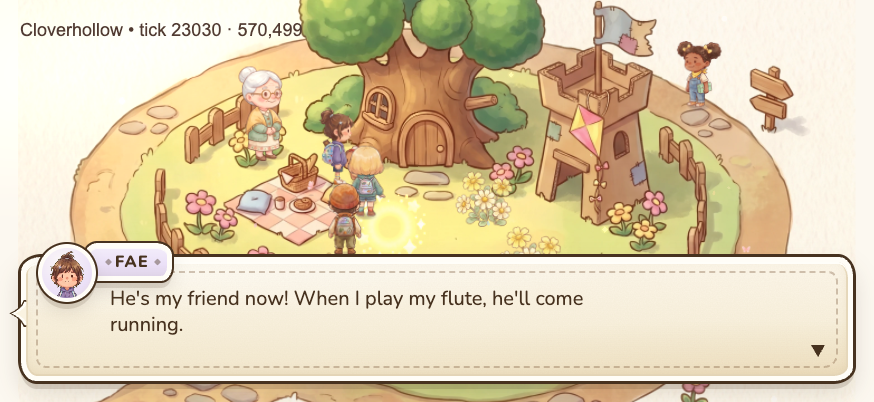 Cloverhollow • tick 23030 · 570,499
FAE
He's my friend now! When I play my flute, he'll come
running.